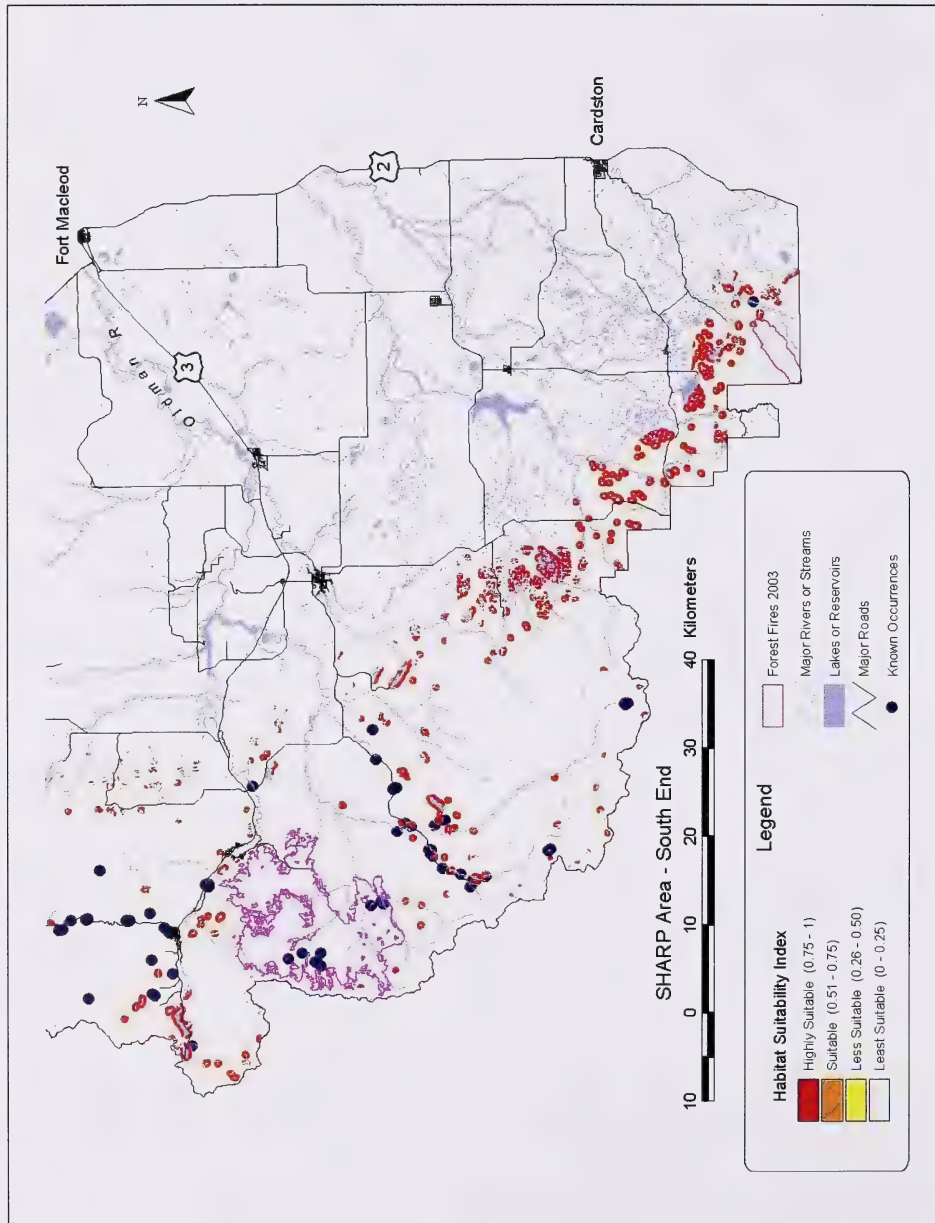 Fort Macleod
N
Oldman R
3
2
Cardston
SHARP Area - South End
10 0 10 20 30 40 Kilometers
Legend
Habitat Suitability Index
Highly Suitable (0.75 - 1)
Suitable (0.51 - 0.75)
Less Suitable (0.26 - 0.50)
Least Suitable (0 - 0.25)
Forest Fires 2003
Major Rivers or Streams
Lakes or Reservoirs
Major Roads
Known Occurrences